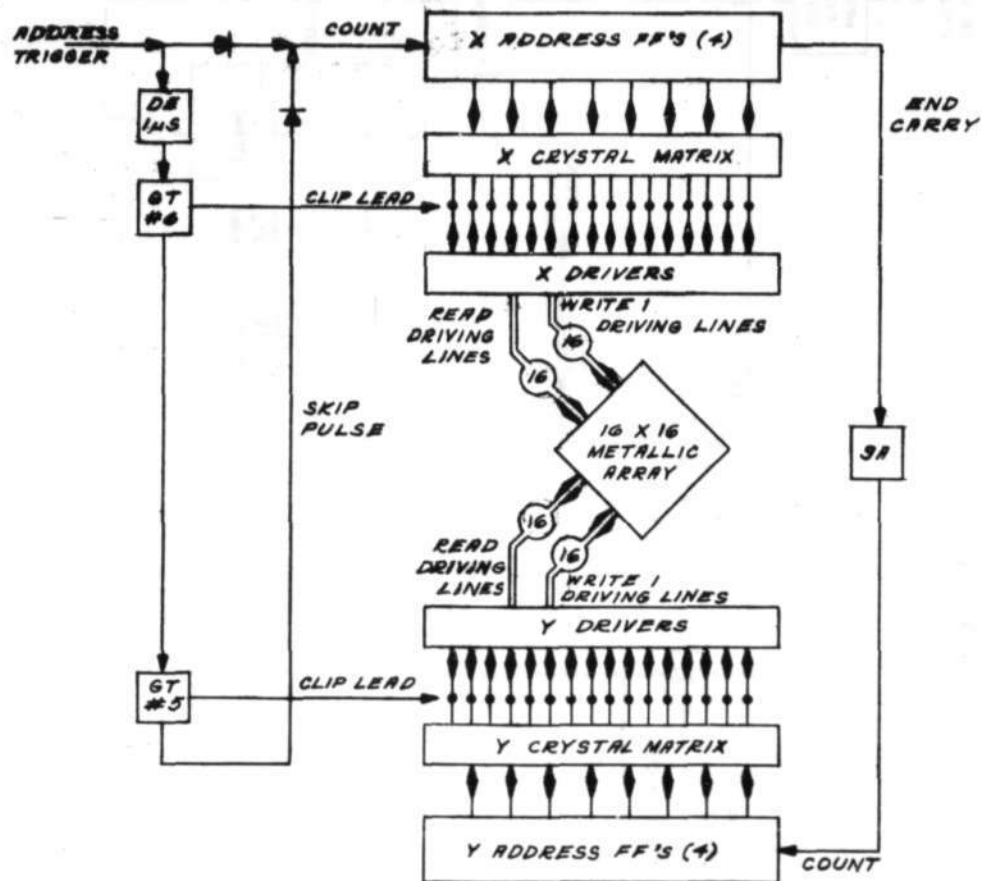 ADDRESS
TRIGGER
COUNT
X ADDRESS FF'S (4)
END
CARRY
DE
1µS
X CRYSTAL MATRIX
GT
#6
CLIP LEAD
X DRIVERS
READ
DRIVING
LINES
WRITE 1
DRIVING LINES
16
16
SKIP
PULSE
16 X 16
METALLIC
ARRAY
16
16
READ
DRIVING
LINES
WRITE 1
DRIVING LINES
Y DRIVERS
GT
#5
CLIP LEAD
Y CRYSTAL MATRIX
Y ADDRESS FF'S (4)
COUNT